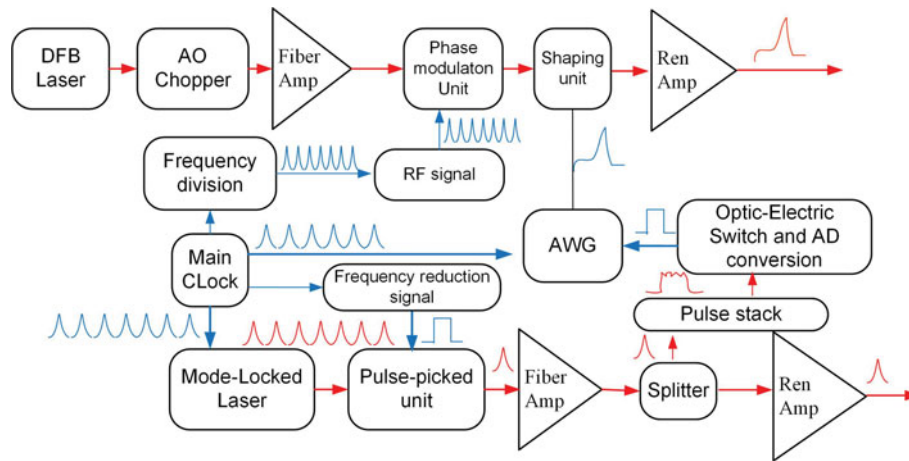 DFB
Laser
AO
Chopper
Fiber
Amp
Phase
modulaton
Unit
Shaping
unit
Ren
Amp
Frequency
division
RF signal
Main
CLock
AWG
Optic-Electric
Switch and AD
conversion
Frequency reduction
signal
Pulse stack
Mode-Locked
Laser
Pulse-picked
unit
Fiber
Amp
Splitter
Ren
Amp